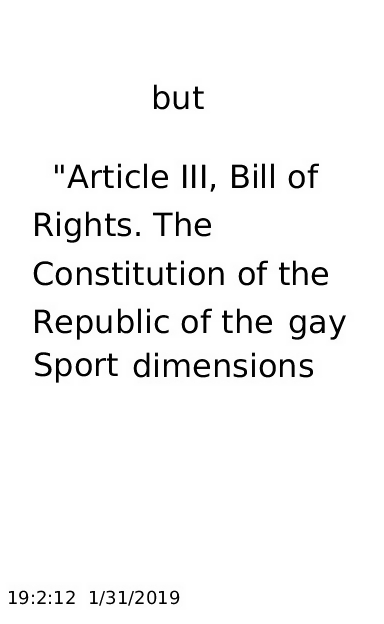 but
"Article III, Bill of
Rights. The
Constitution of the
Republic of the gay
Sport dimensions
19:2:12 1/31/2019